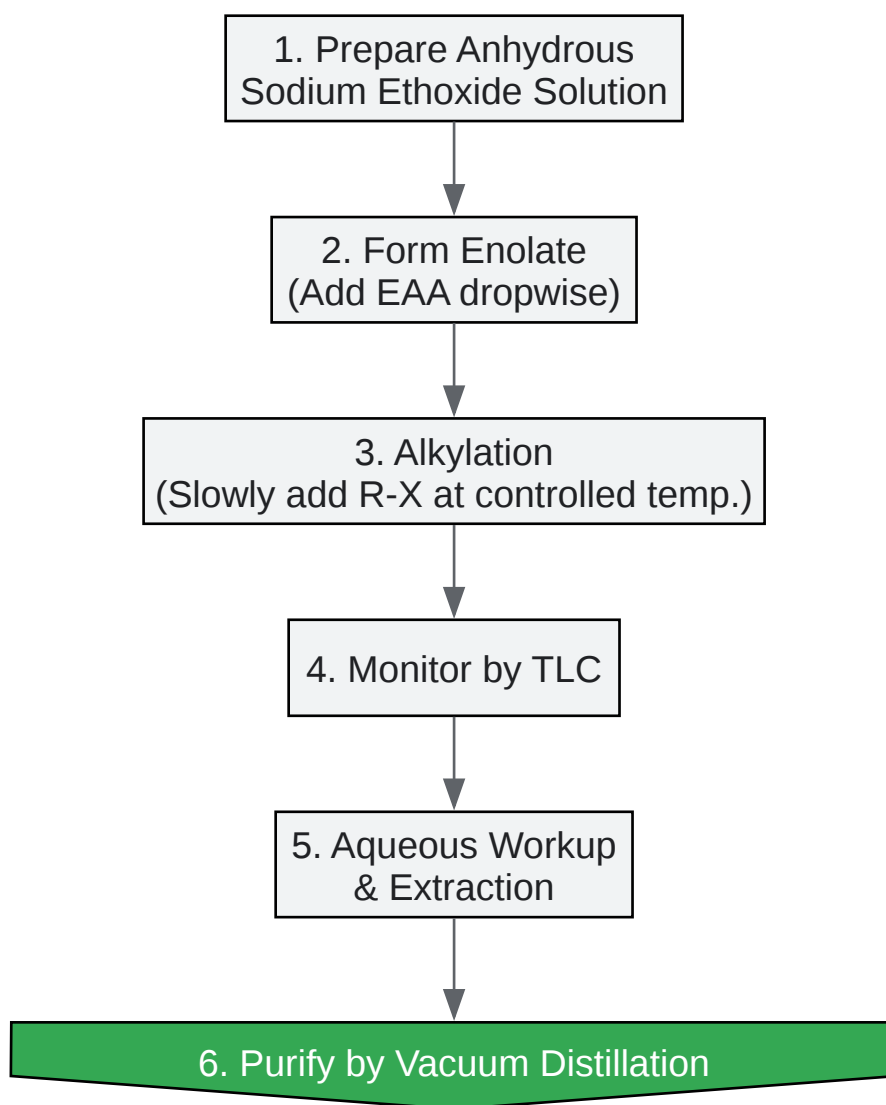 1. Prepare Anhydrous
Sodium Ethoxide Solution
2. Form Enolate
(Add EAA dropwise)
3. Alkylation
(Slowly add R-X at controlled temp.)
4. Monitor by TLC
5. Aqueous Workup
& Extraction
6. Purify by Vacuum Distillation